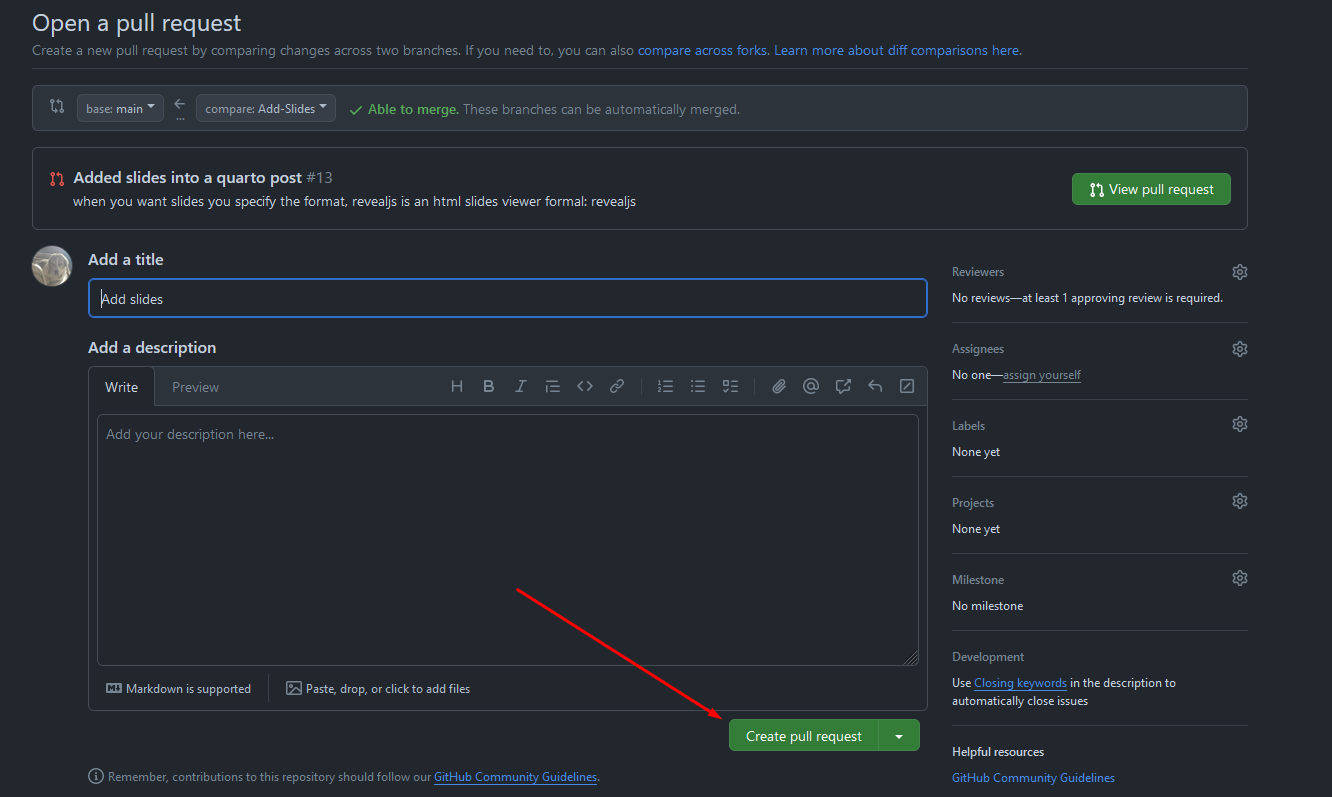 Open a pull request
Create a new pull request by comparing changes across two branches. If you need to, you can also compare across forks. Learn more about diff comparisons here.
base: main
compare: Add-Slides
Able to merge. These branches can be automatically merged.
Added slides into a quarto post #13
when you want slides you specify the format, revealjs is an html slides viewer formal: revealjs
View pull request
Add a title
Add slides
Add a description
Write
Preview
Add your description here...
Markdown is supported
Paste, drop, or click to add files
Create pull request
Remember, contributions to this repository should follow our GitHub Community Guidelines.
Reviewers
No reviews—at least 1 approving review is required.
Assignees
No one—assign yourself
Labels
None yet
Projects
None yet
Milestone
No milestone
Development
Use Closing keywords in the description to
automatically close issues
Helpful resources
GitHub Community Guidelines